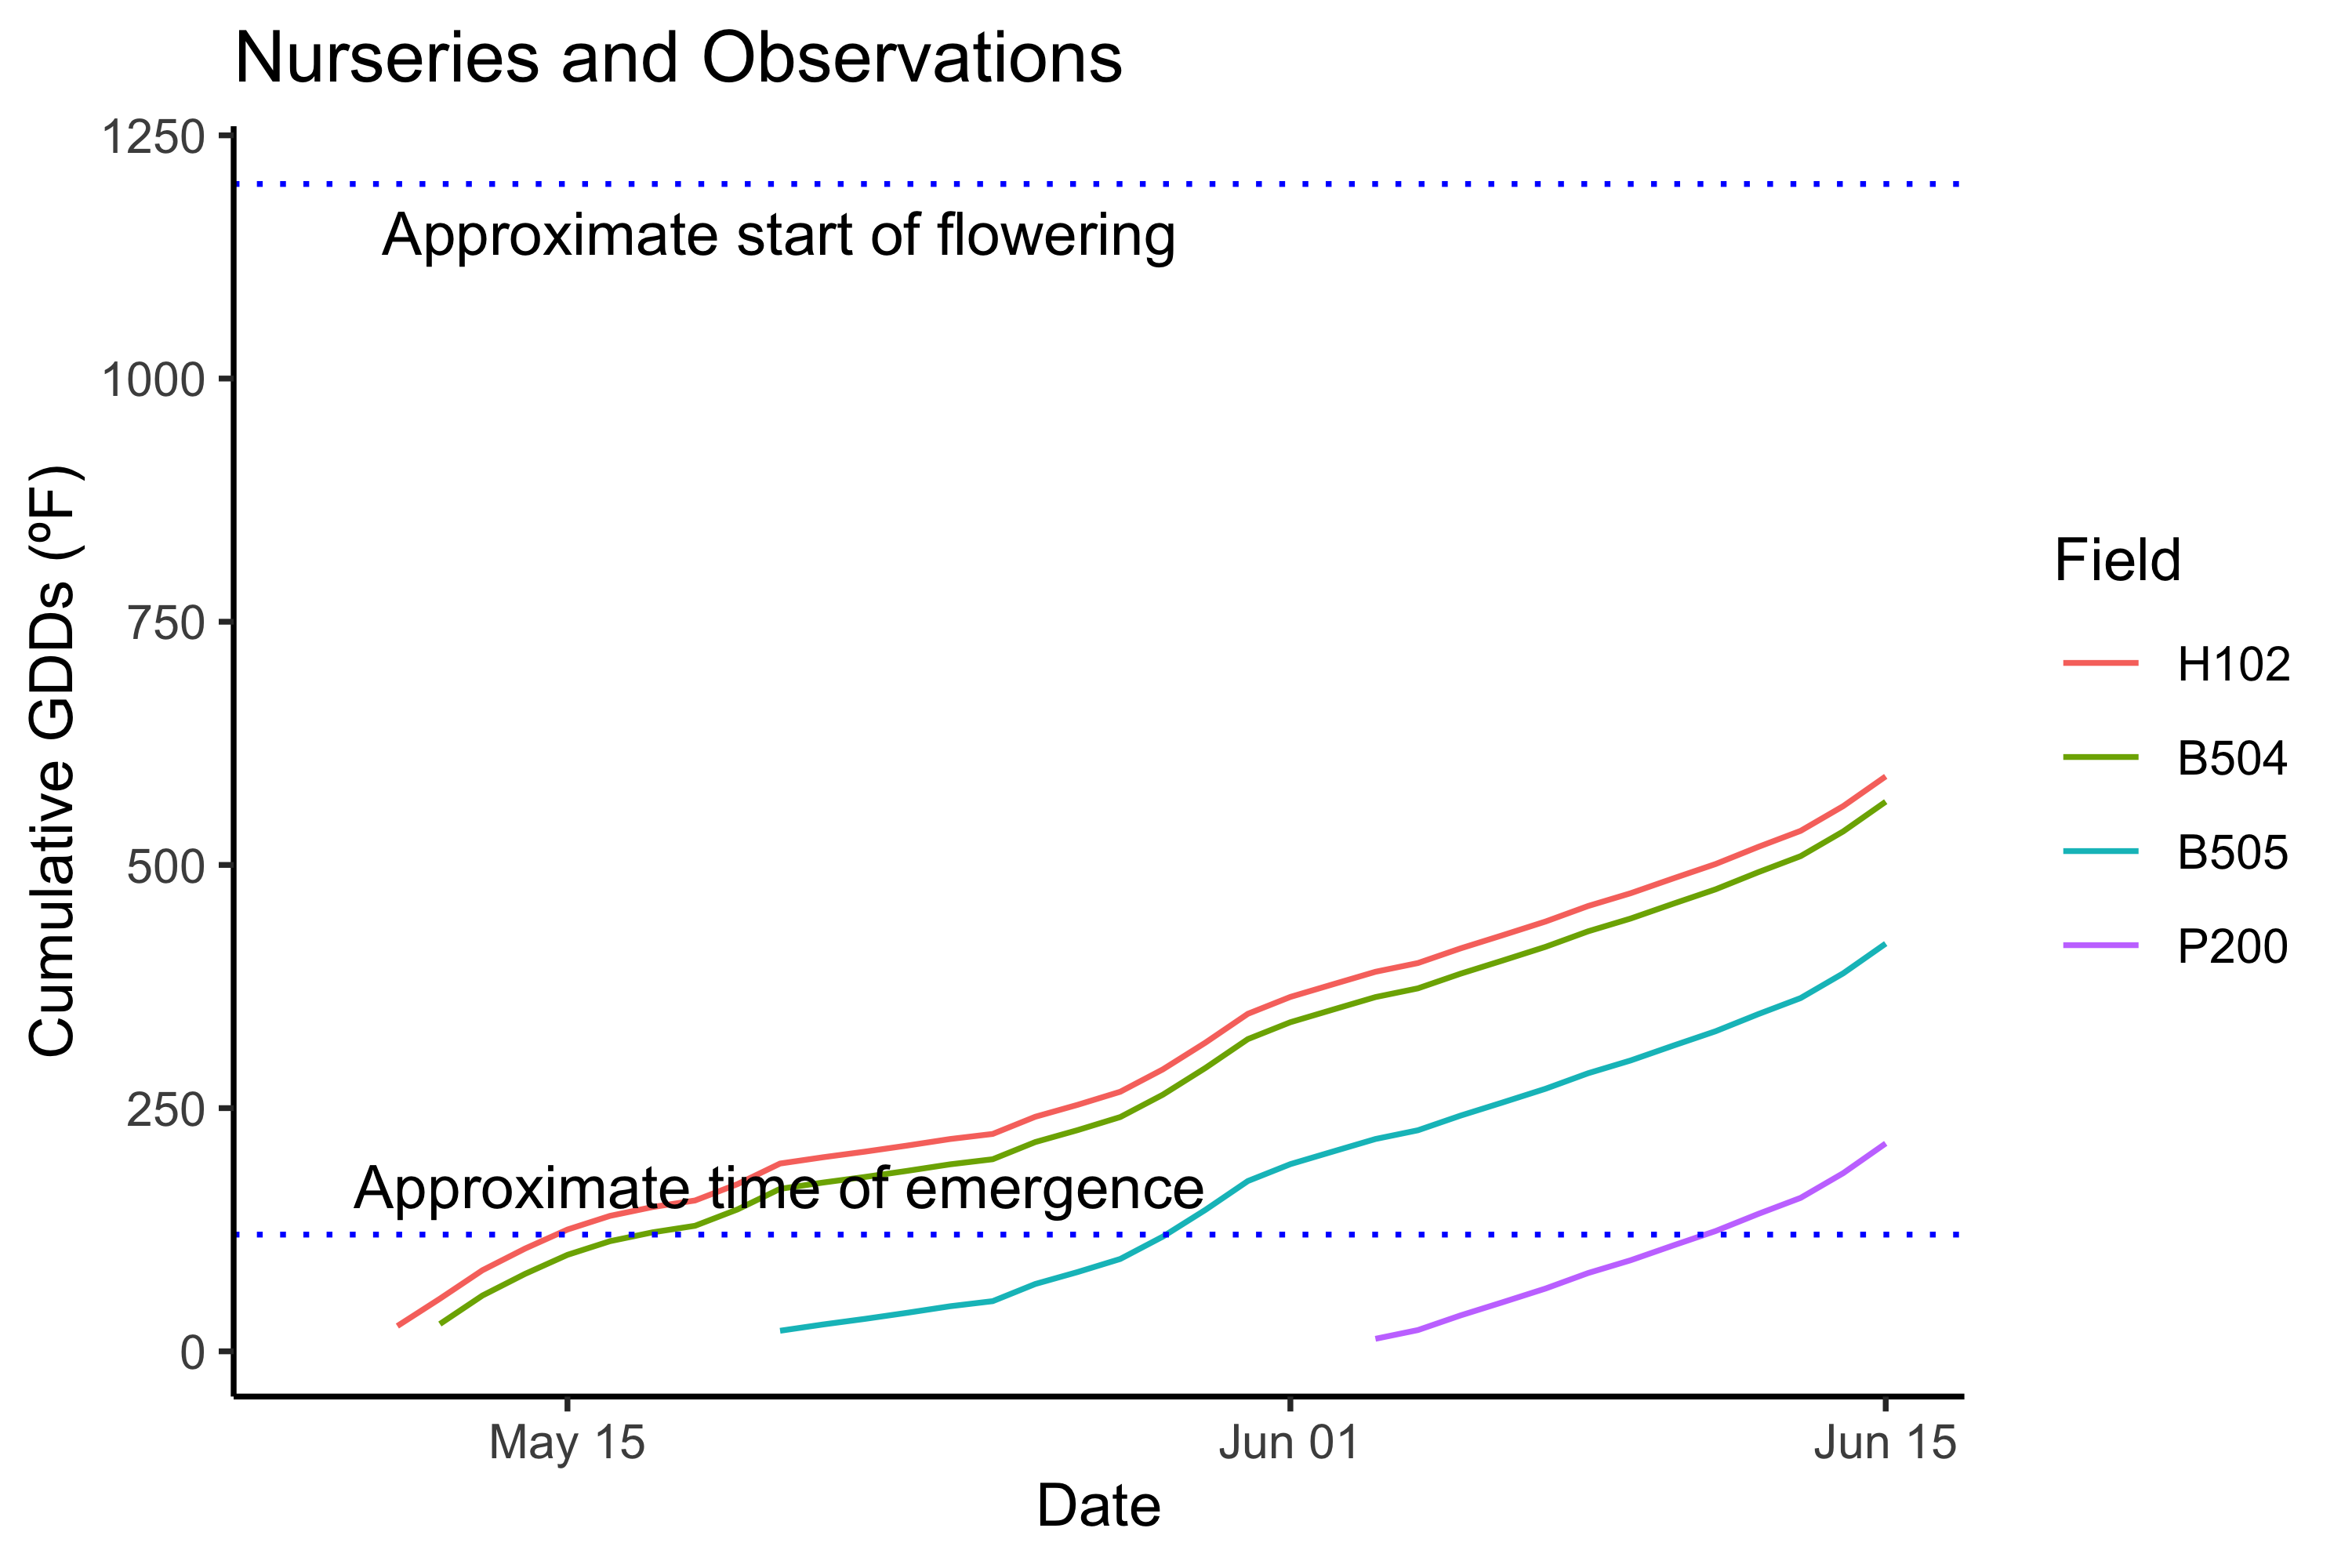 Nurseries and Observations
1250
1000
750
500
250
0
Cumulative GDDs (ºF)
Approximate start of flowering
Approximate time of emergence
May 15
Jun 01
Jun 15
Date
Field
H102
B504
B505
P200